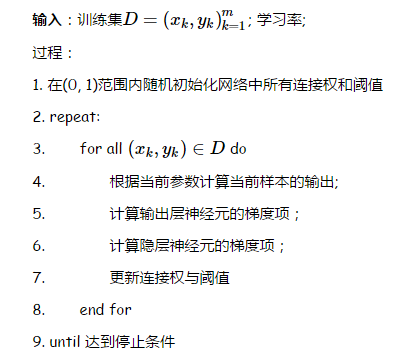 输入：训练集D = (x_k, y_k)_{k=1}^{m}; 学习率;
过程：
1. 在(0, 1)范围内随机初始化网络中所有连接权和阈值
2. repeat:
3. for all (x_k, y_k) ∈ D do
4. 根据当前参数计算当前样本的输出;
5. 计算输出层神经元的梯度项；
6. 计算隐层神经元的梯度项；
7. 更新连接权与阈值
8. end for
9. until 达到停止条件